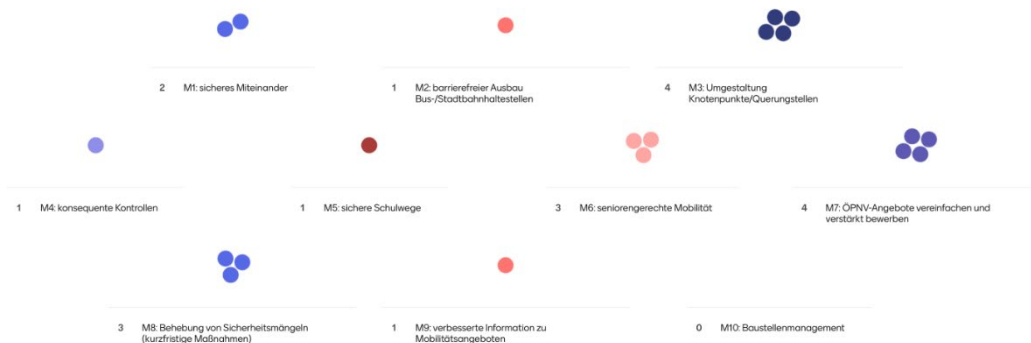 2 M1: sicheres Miteinander
1 M2: barrierefreier Ausbau
Bus-/Stadtbahnhaltestellen
4 M3: Umgestaltung
Knotenpunkte/Querungstellen
1 M4: konsequente Kontrollen
1 M5: sichere Schulwege
3 M6: seniorengerechte Mobilität
4 M7: ÖPNV-Angebote vereinfachen und
verstärkt bewerben
3 M8: Behebung von Sicherheitsmängeln
(kurzfristige Maßnahmen)
1 M9: verbesserte Information zu
Mobilitätsangeboten
0 M10: Baustellenmanagement